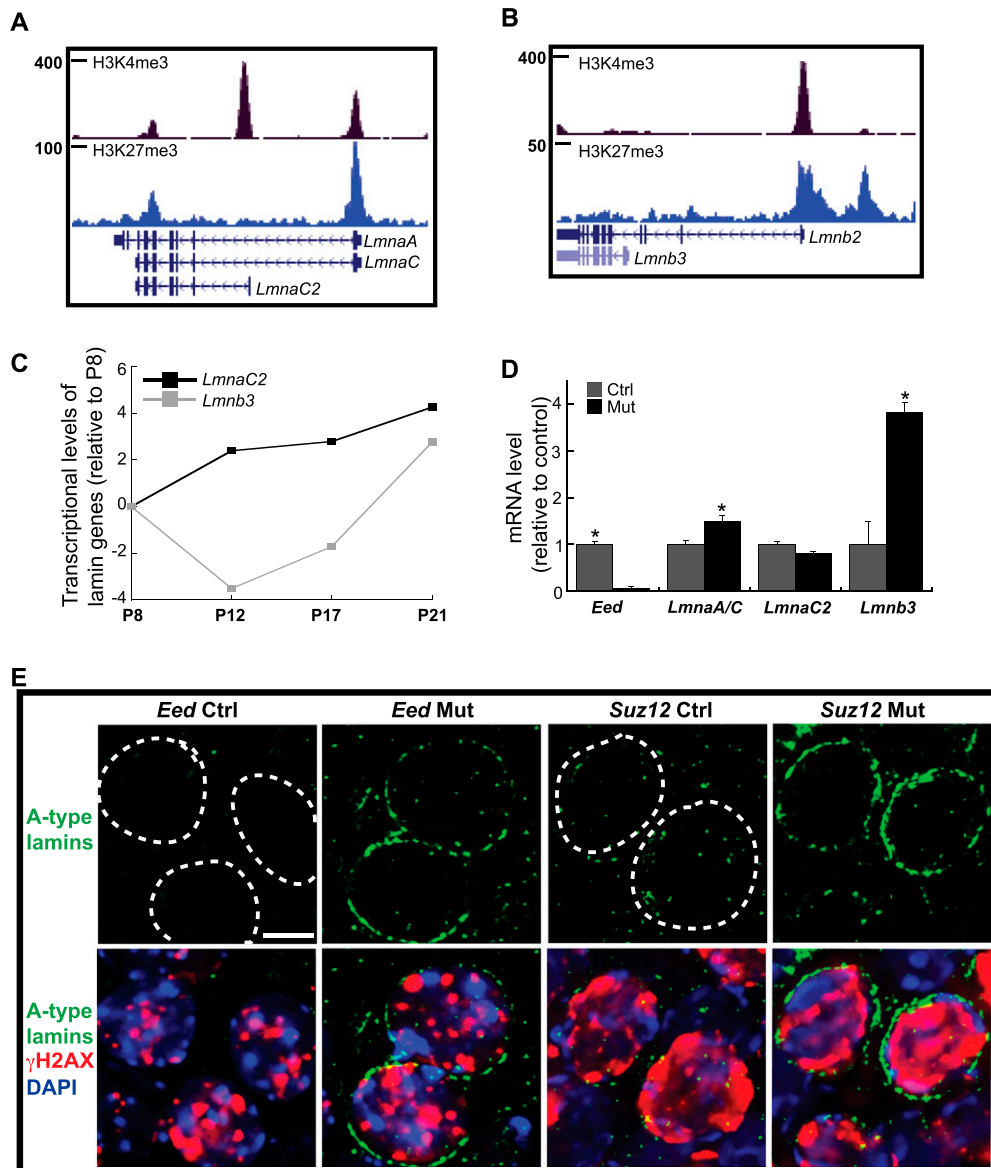 A
400
H3K4me3
100
H3K27me3
LmnaA
LmnaC
LmnaC2
B
400
H3K4me3
50
H3K27me3
Lmnb2
Lmnb3
C
Transcriptional levels of
lamin genes (relative to P8)
6
4
2
0
-2
-4
LmnaC2
Lmnb3
P8
P12
P17
P21
D
mRNA level
(relative to control)
4
3
2
1
0
Ctrl
Mut
*
*
*
Eed
LmnaA/C
LmnaC2
Lmnb3
E
Eed Ctrl
Eed Mut
Suz12 Ctrl
Suz12 Mut
A-type
lamins
A-type
lamins
γH2AX
DAPI